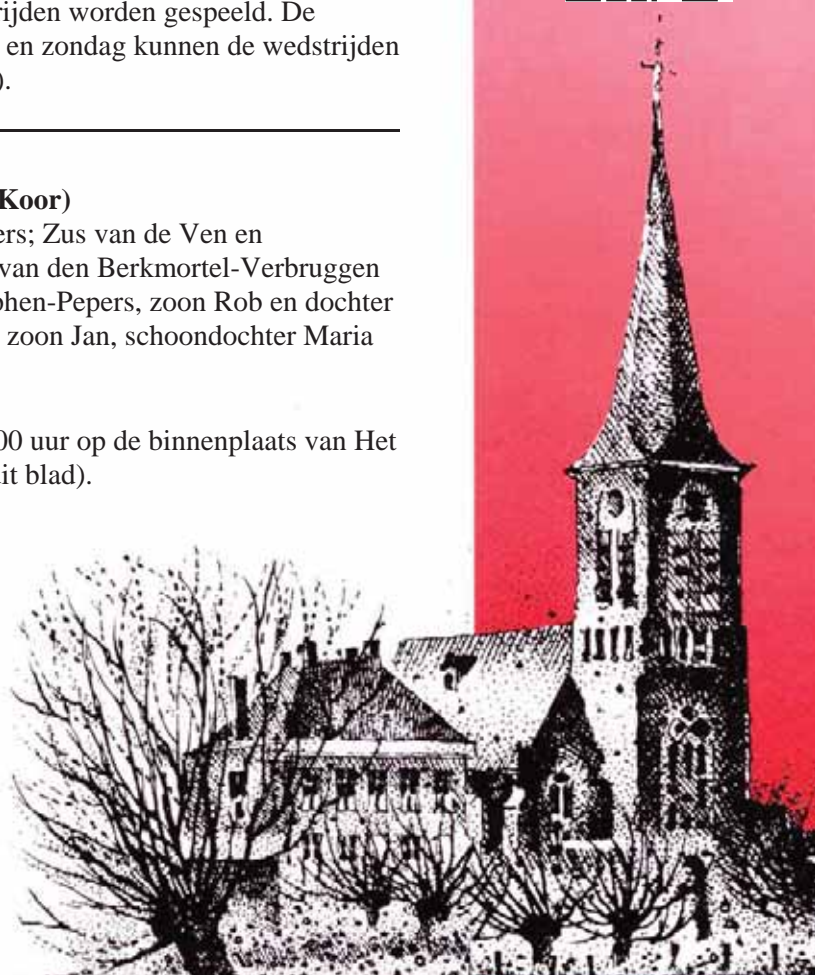 rijden worden gespeeld. De
en zondag kunnen de wedstrijden
).
Koor)
ers; Zus van de Ven en
van den Berkmortel-Verbruggen
phen-Pepers, zoon Rob en dochter
zoon Jan, schoondochter Maria
00 uur op de binnenplaats van Het
it blad).